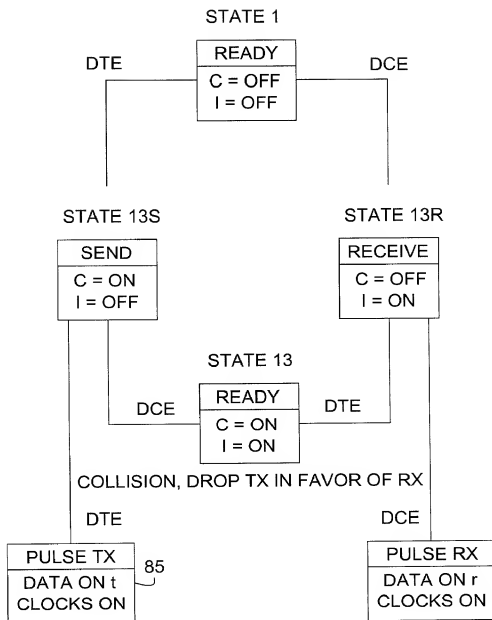 STATE 1
READY
C = OFF
I = OFF
DTE
DCE
STATE 13S
SEND
C = ON
I = OFF
STATE 13R
RECEIVE
C = OFF
I = ON
STATE 13
READY
C = ON
I = ON
DCE
DTE
COLLISION, DROP TX IN FAVOR OF RX
DTE
DCE
PULSE TX
DATA ON t
CLOCKS ON
85
PULSE RX
DATA ON r
CLOCKS ON